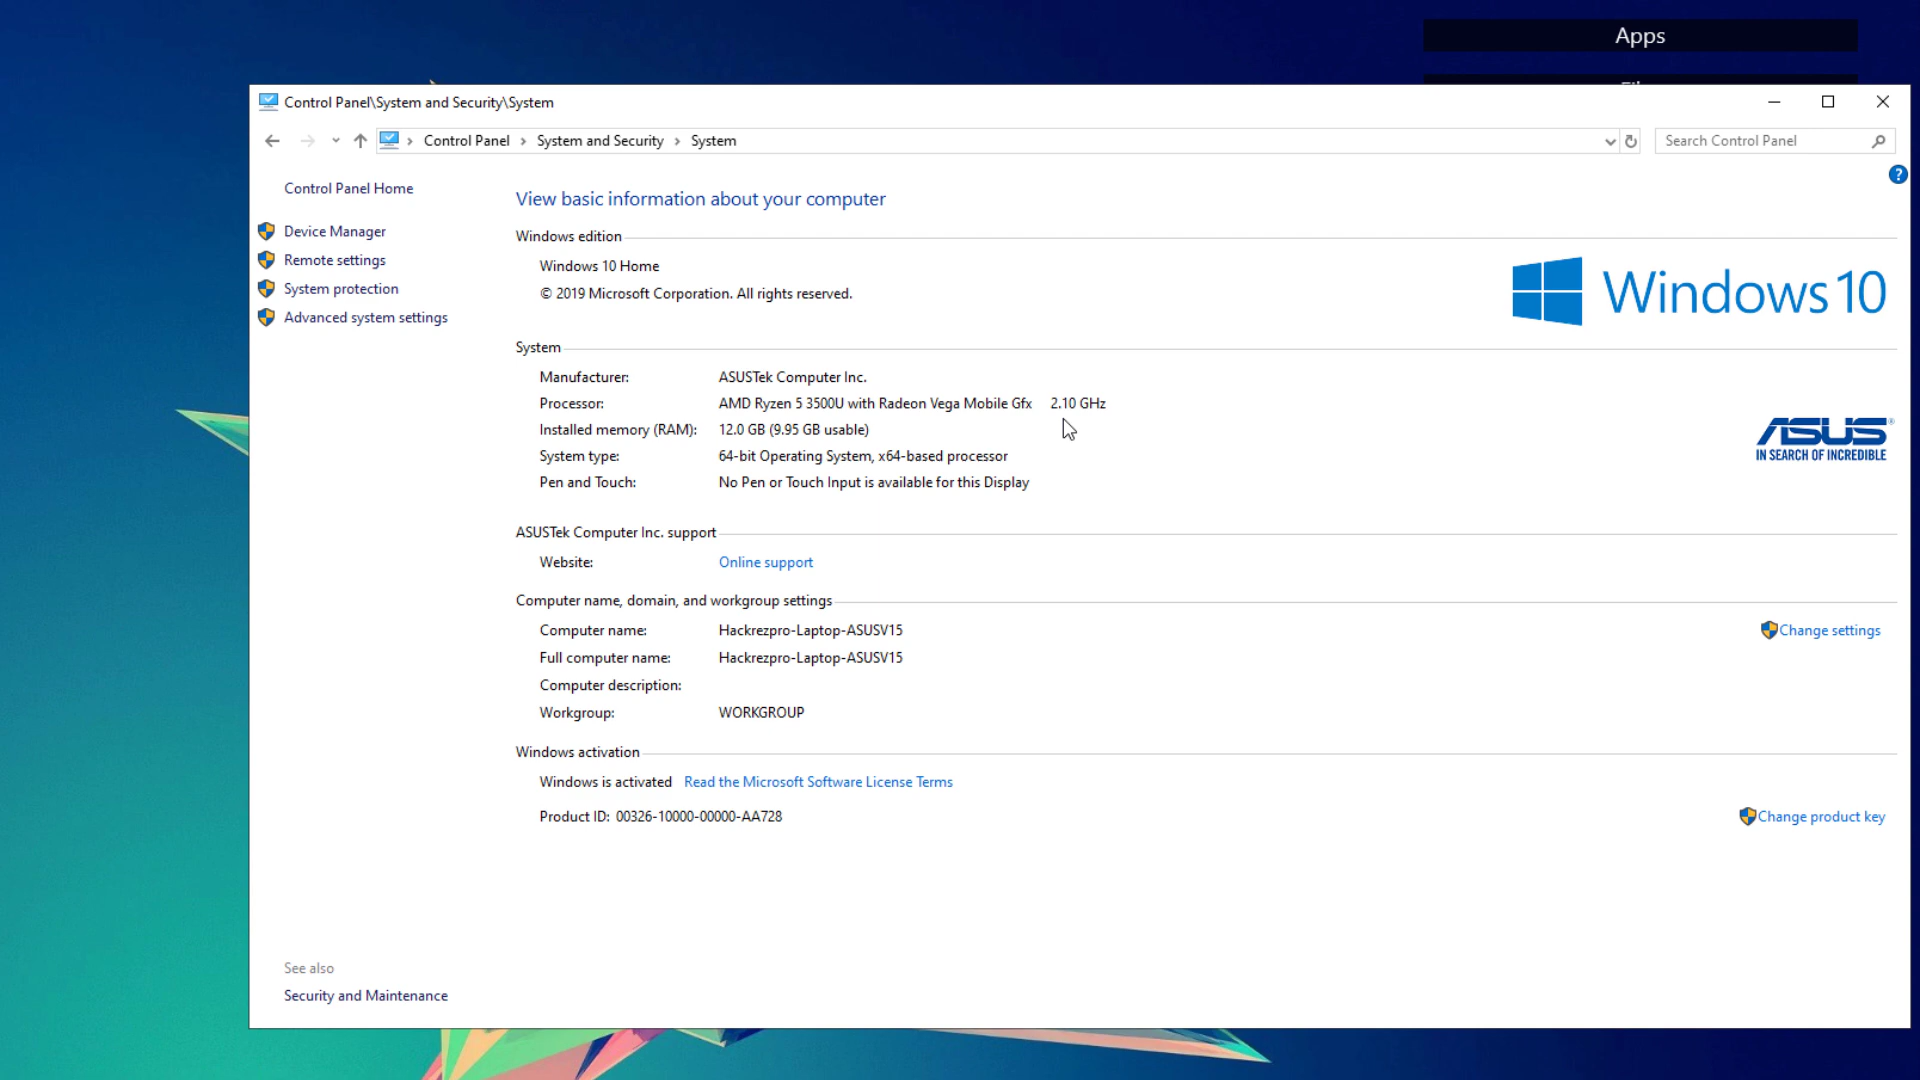 Apps
Control Panel\System and Security\System
Control Panel > System and Security > System
Search Control Panel
Control Panel Home
Device Manager
Remote settings
System protection
Advanced system settings
View basic information about your computer
Windows edition
Windows 10 Home
© 2019 Microsoft Corporation. All rights reserved.
Windows 10
System
Manufacturer: ASUSTek Computer Inc.
Processor: AMD Ryzen 5 3500U with Radeon Vega Mobile Gfx 2.10 GHz
Installed memory (RAM): 12.0 GB (9.95 GB usable)
System type: 64-bit Operating System, x64-based processor
Pen and Touch: No Pen or Touch Input is available for this Display
ASUS®
IN SEARCH OF INCREDIBLE
ASUSTek Computer Inc. support
Website: Online support
Computer name, domain, and workgroup settings
Computer name: Hackrezpro-Laptop-ASUSV15 Change settings
Full computer name: Hackrezpro-Laptop-ASUSV15
Computer description:
Workgroup: WORKGROUP
Windows activation
Windows is activated Read the Microsoft Software License Terms
Product ID: 00326-10000-00000-AA728 Change product key
See also
Security and Maintenance